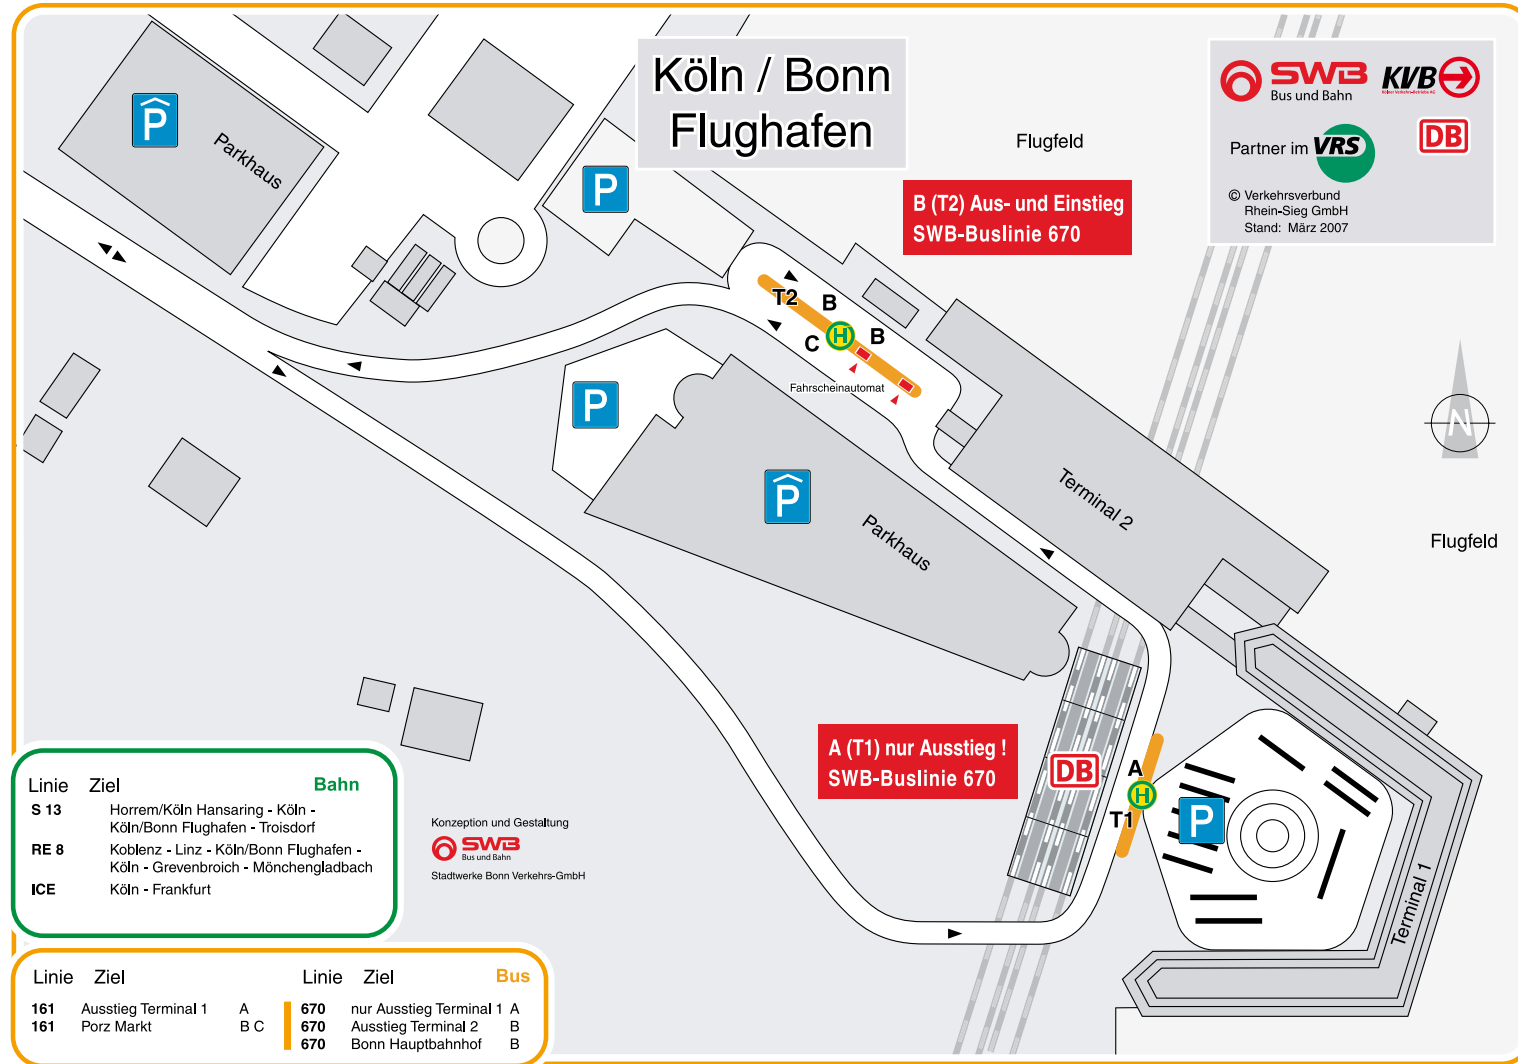 Köln / Bonn
Flughafen
SWB
Bus und Bahn
KVB
Kölner Verkehrs-Betriebe AG
Partner im VRS
DB
© Verkehrsverbund
Rhein-Sieg GmbH
Stand: März 2007
Flugfeld
B (T2) Aus- und Einstieg
SWB-Buslinie 670
P
Parkhaus
P
T2
B
H
B
C
Fahrscheinautomat
P
P
Parkhaus
Terminal 2
N
Flugfeld
A (T1) nur Ausstieg !
SWB-Buslinie 670
DB
A
H
T1
P
Terminal 1
Linie Ziel Bahn
S 13 Horrem/Köln Hansaring - Köln -
Köln/Bonn Flughafen - Troisdorf
RE 8 Koblenz - Linz - Köln/Bonn Flughafen -
Köln - Grevenbroich - Mönchengladbach
ICE Köln - Frankfurt
Konzeption und Gestaltung
SWB
Bus und Bahn
Stadtwerke Bonn Verkehrs-GmbH
Linie Ziel Linie Ziel Bus
161 Ausstieg Terminal 1 A 670 nur Ausstieg Terminal 1 A
161 Porz Markt B C 670 Ausstieg Terminal 2 B
670 Bonn Hauptbahnhof B